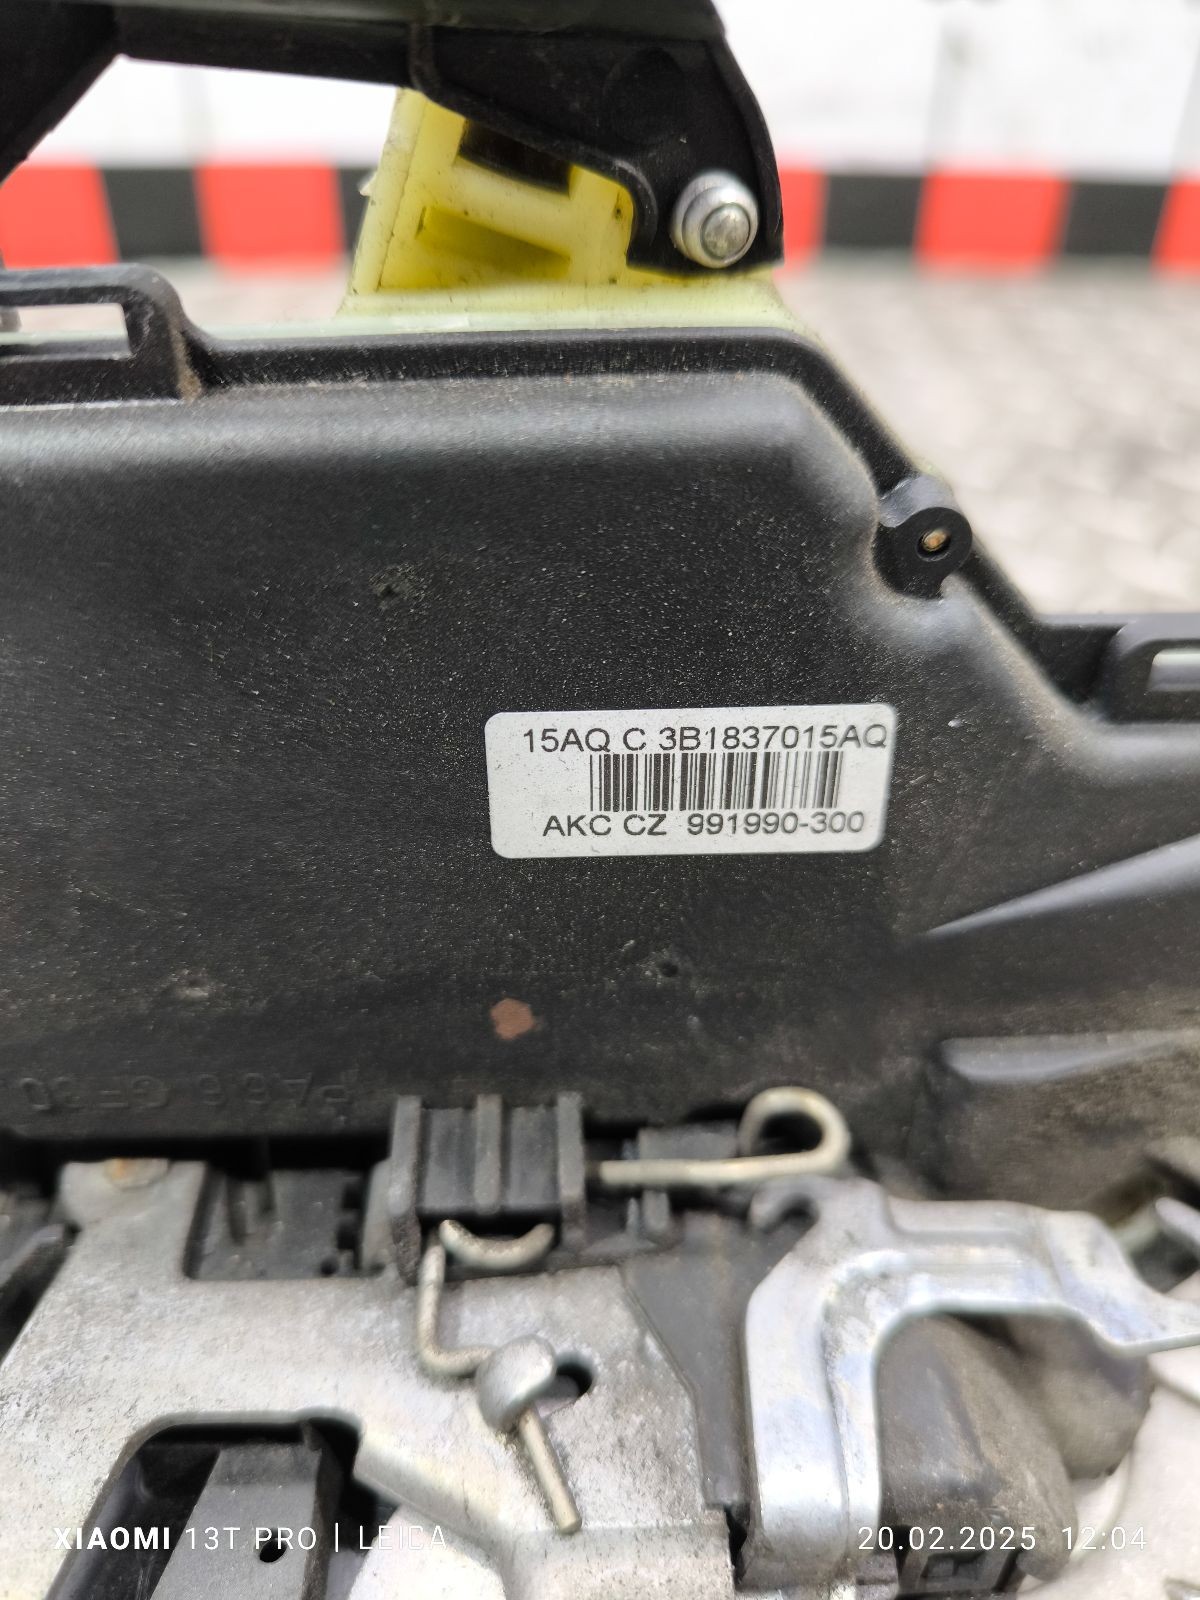 15AQ C 3B1837015AQ
AKC CZ 991990-300
XIAOMI 13T PRO | LEICA
20.02.2025 12:04